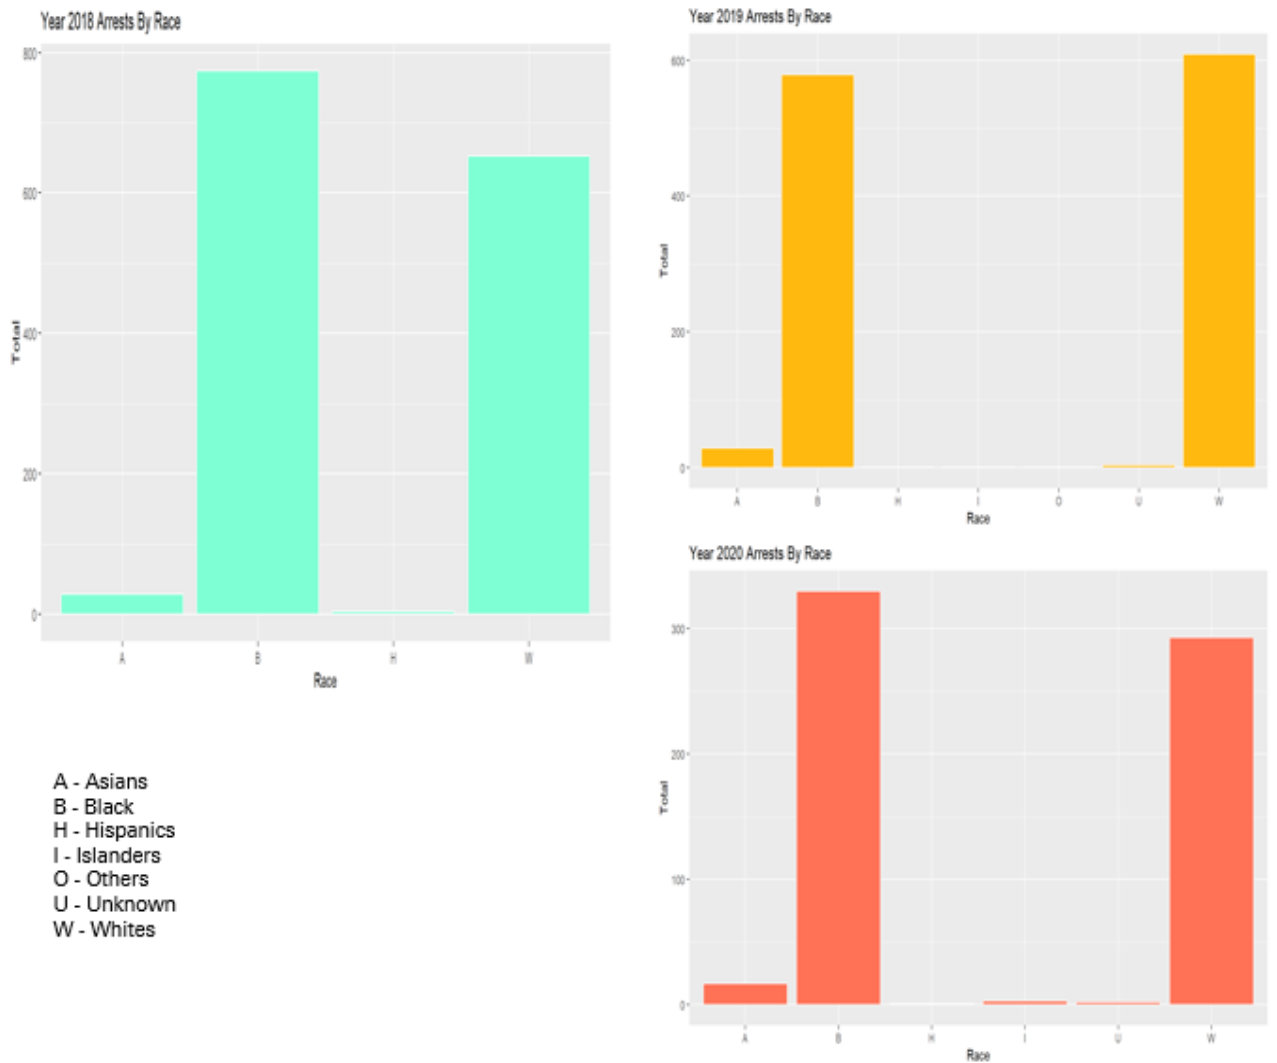 Year 2018 Arrests By Race
800
600
400
200
0
Total
A B H W
Race
A - Asians
B - Black
H - Hispanics
I - Islanders
O - Others
U - Unknown
W - Whites
Year 2019 Arrests By Race
600
400
200
0
Total
A B H I O U W
Race
Year 2020 Arrests By Race
300
200
100
0
Total
A B H I U W
Race